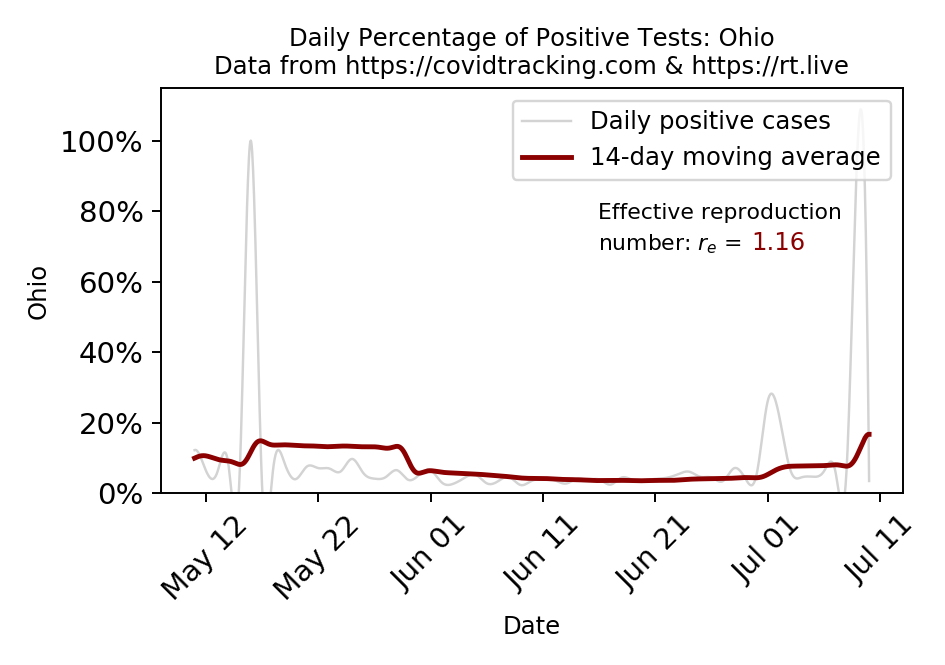 Daily Percentage of Positive Tests: Ohio
Data from https://covidtracking.com & https://rt.live
Daily positive cases
14-day moving average
Effective reproduction
number: rₑ = 1.16
100%
80%
60%
40%
20%
0%
Ohio
May 12
May 22
Jun 01
Jun 11
Jun 21
Jul 01
Jul 11
Date